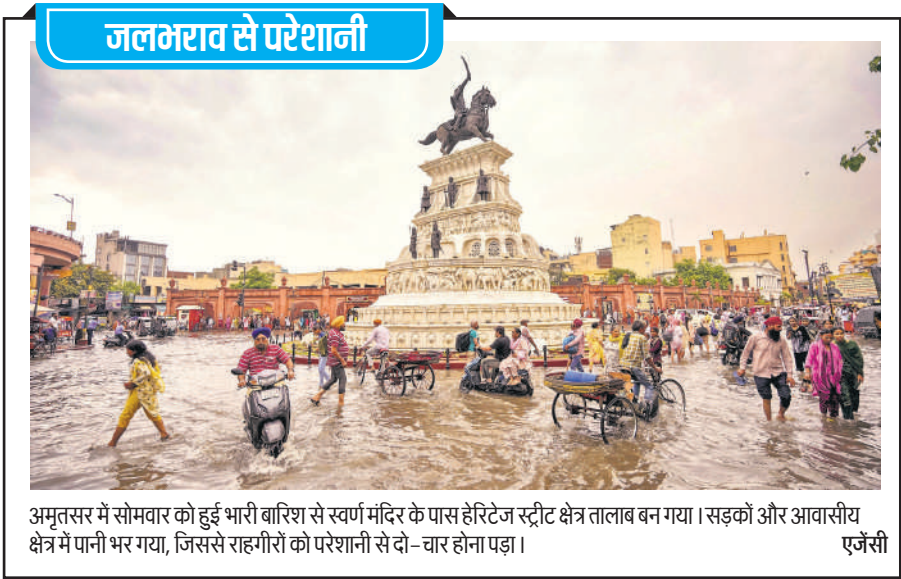 जलभराव से परेशानी
अमृतसर में सोमवार को हुई भारी बारिश से स्वर्ण मंदिर के पास हेरिटेज स्ट्रीट क्षेत्र तालाब बन गया। सड़कों और आवासीय
क्षेत्र में पानी भर गया, जिससे राहगीरों को परेशानी से दो-चार होना पड़ा। एजेंसी